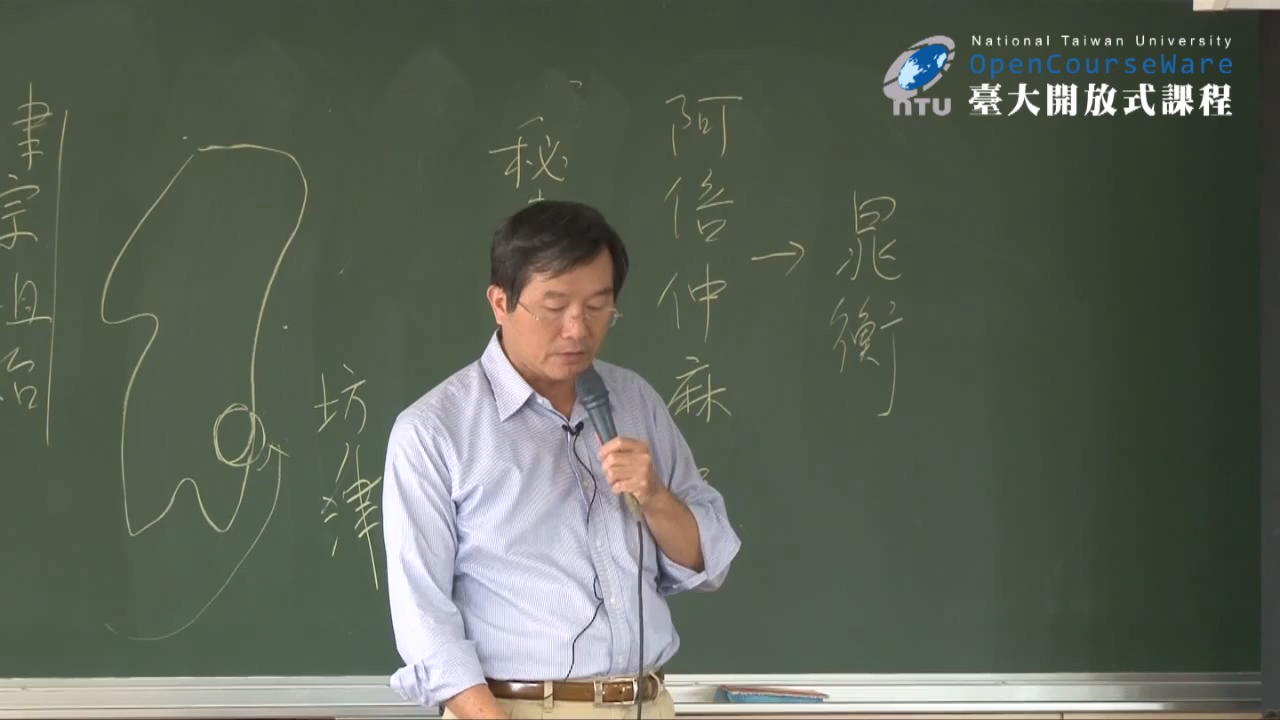 National Taiwan University
OpenCourseWare
臺大開放式課程
NTU
宗
坊津
秘
阿倍仲麻 → 晁衡